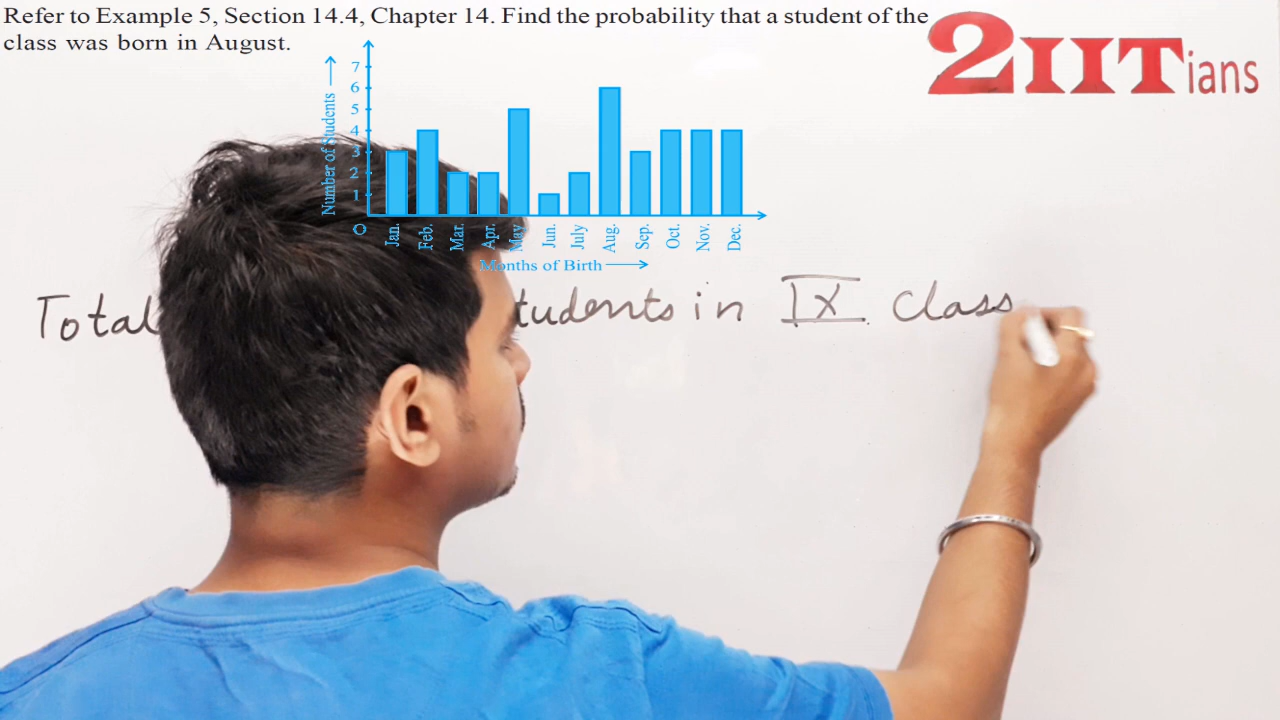 Refer to Example 5, Section 14.4, Chapter 14. Find the probability that a student of the
class was born in August.
2IITians
Number of Students
7
6
5
4
3
2
1
O
Jan. Feb. Mar. Apr. May Jun. July Aug. Sep. Oct. Nov. Dec.
Months of Birth
Total tudents in IX class